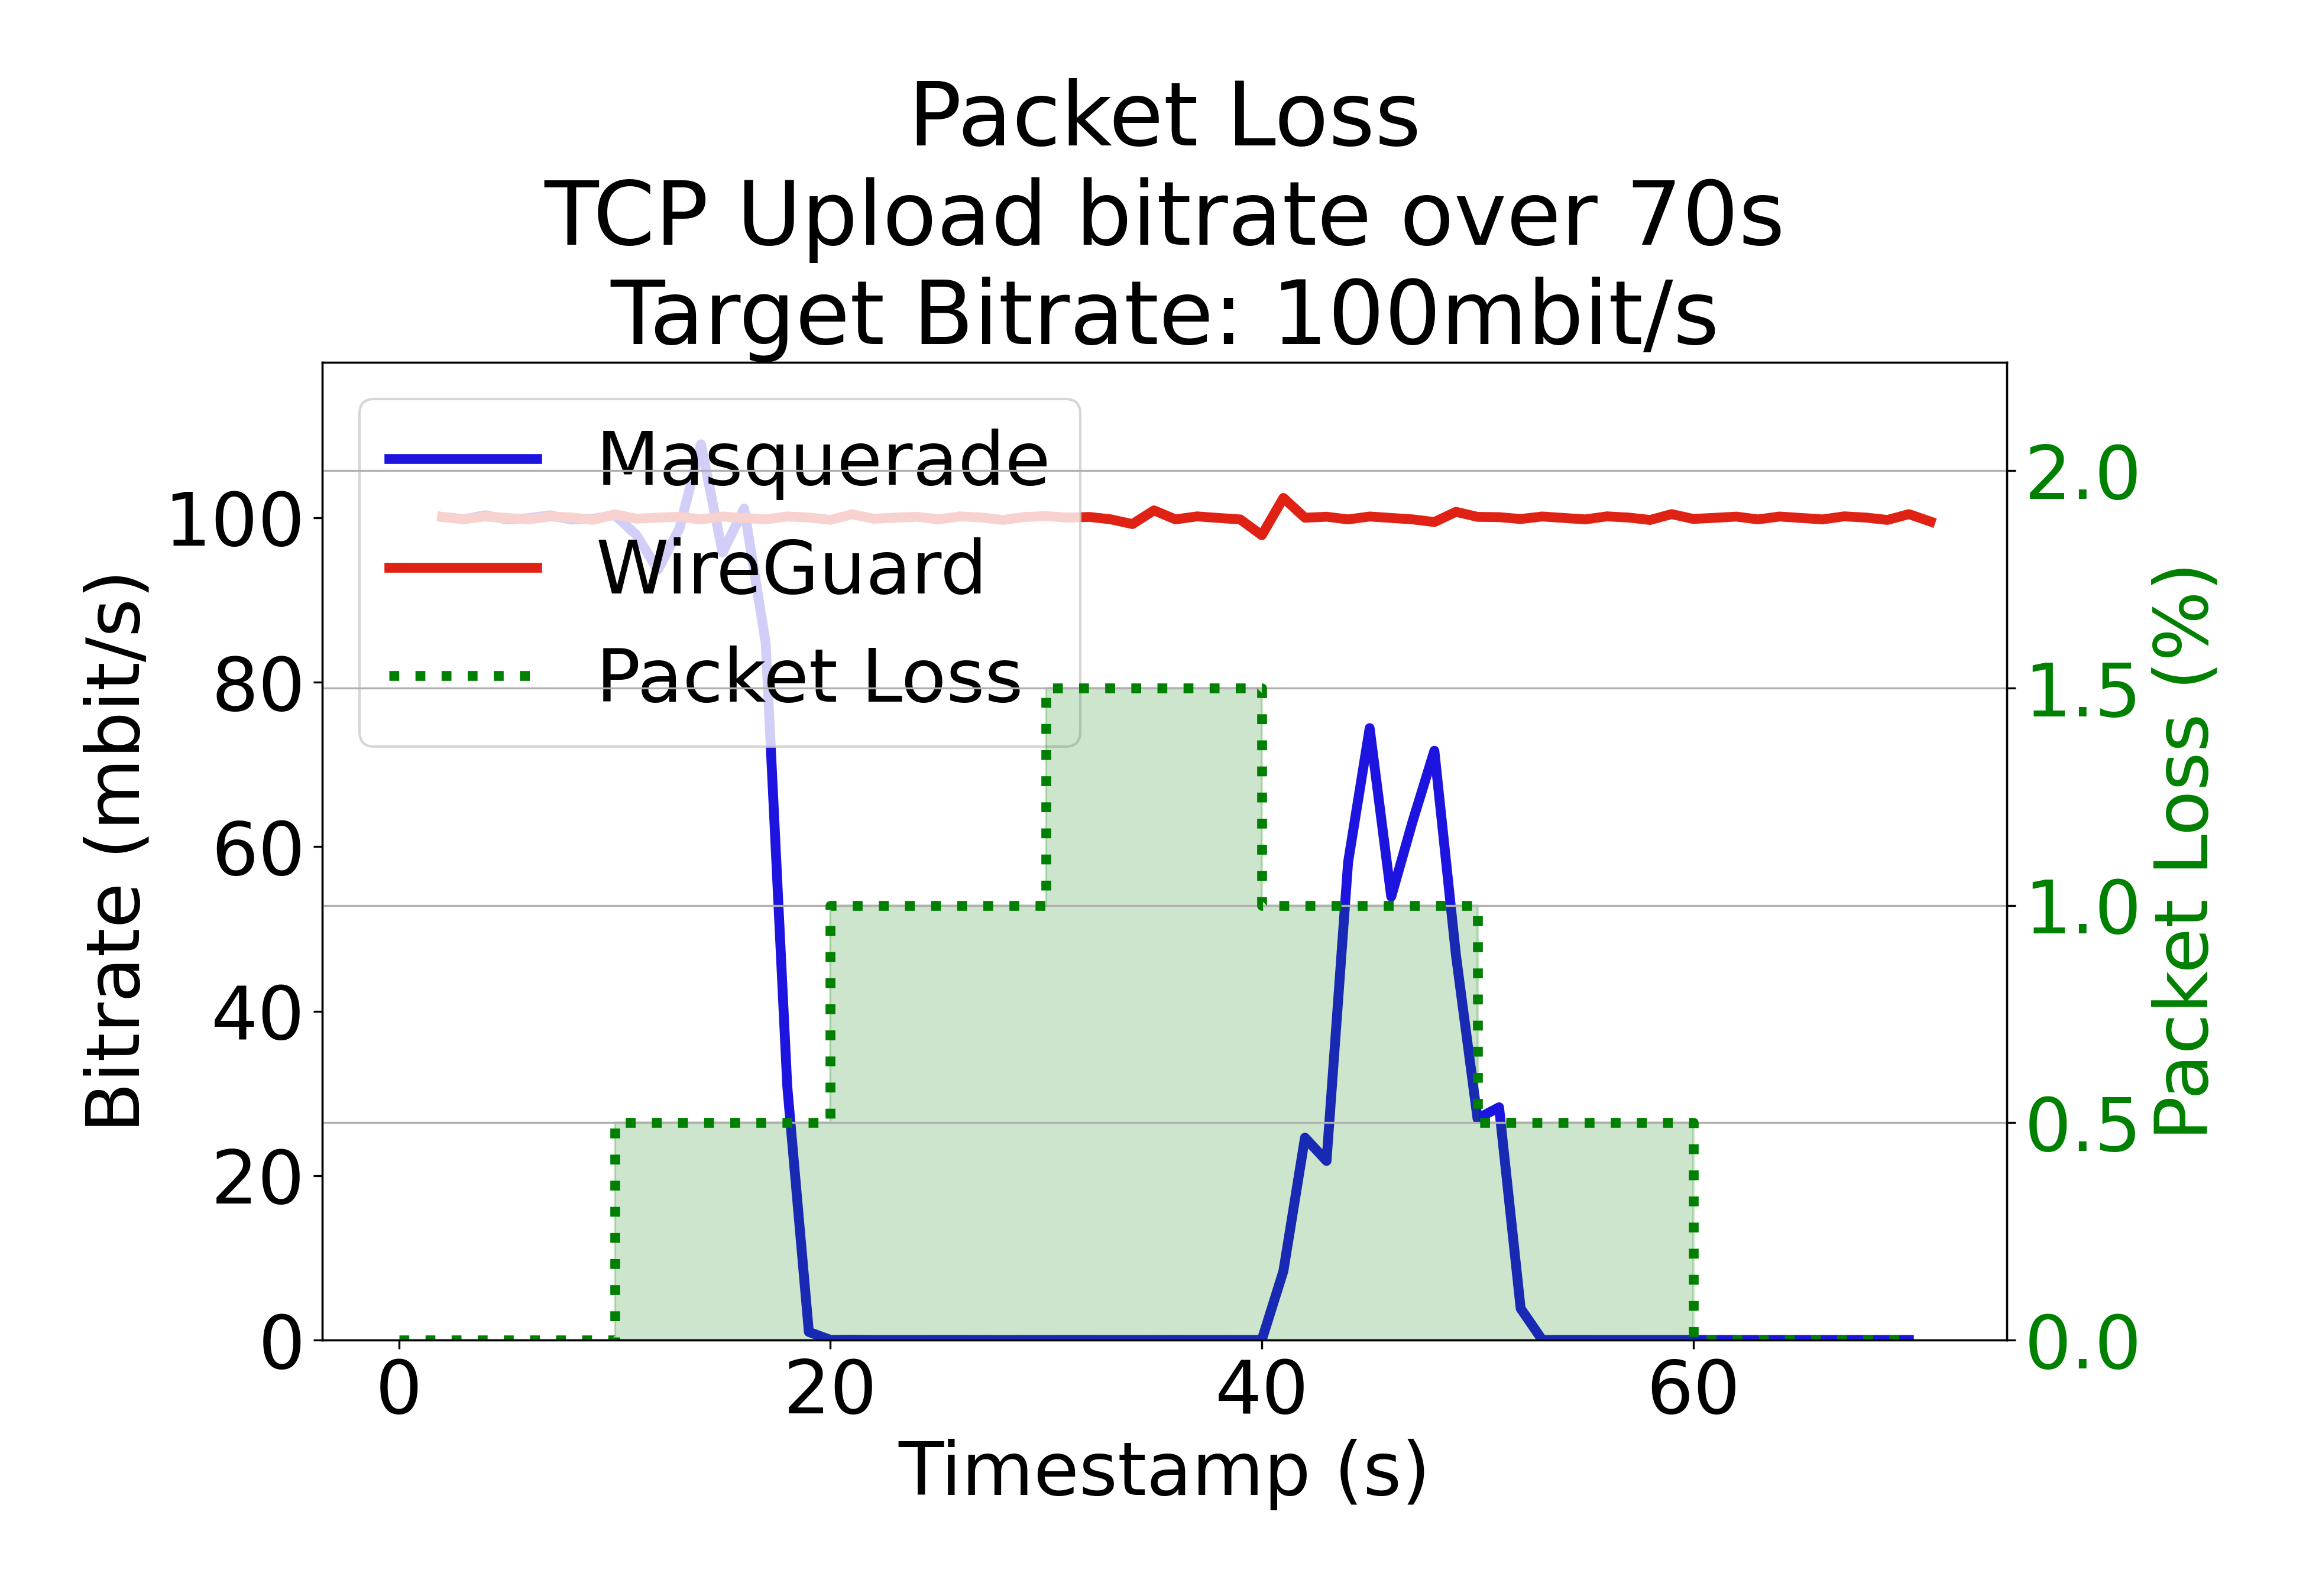 Packet Loss
TCP Upload bitrate over 70s
Target Bitrate: 100mbit/s
Masquerade
WireGuard
Packet Loss
100
80
60
40
20
0
Bitrate (mbit/s)
2.0
1.5
1.0
0.5
0.0
Packet Loss (%)
0 20 40 60
Timestamp (s)